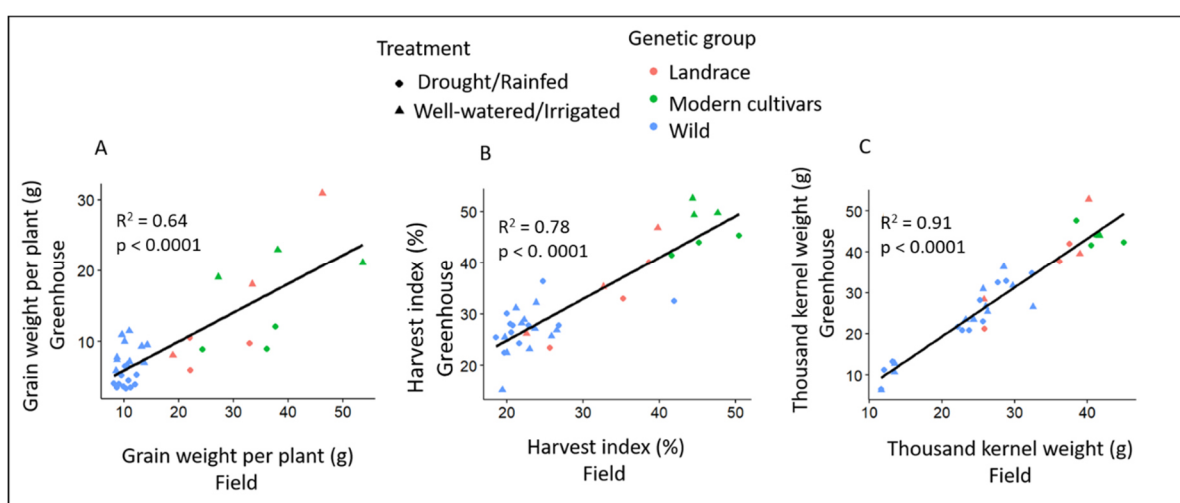 Treatment
Drought/Rainfed
Well-watered/Irrigated
Genetic group
Landrace
Modern cultivars
Wild
A
Grain weight per plant (g)
Greenhouse
30
20
10
R² = 0.64
p < 0.0001
10 20 30 40 50
Grain weight per plant (g)
Field
B
Harvest index (%)
Greenhouse
50
40
30
20
R² = 0.78
p < 0. 0001
20 30 40 50
Harvest index (%)
Field
C
Thousand kernel weight (g)
Greenhouse
50
40
30
20
10
R² = 0.91
p < 0.0001
10 20 30 40
Thousand kernel weight (g)
Field